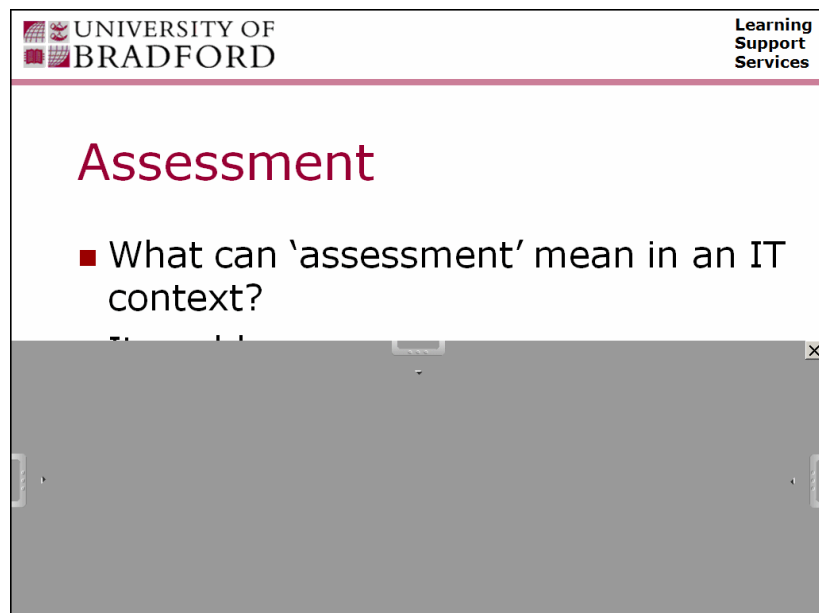 UNIVERSITY OF
BRADFORD
Learning
Support
Services
Assessment
What can ‘assessment’ mean in an IT
context?